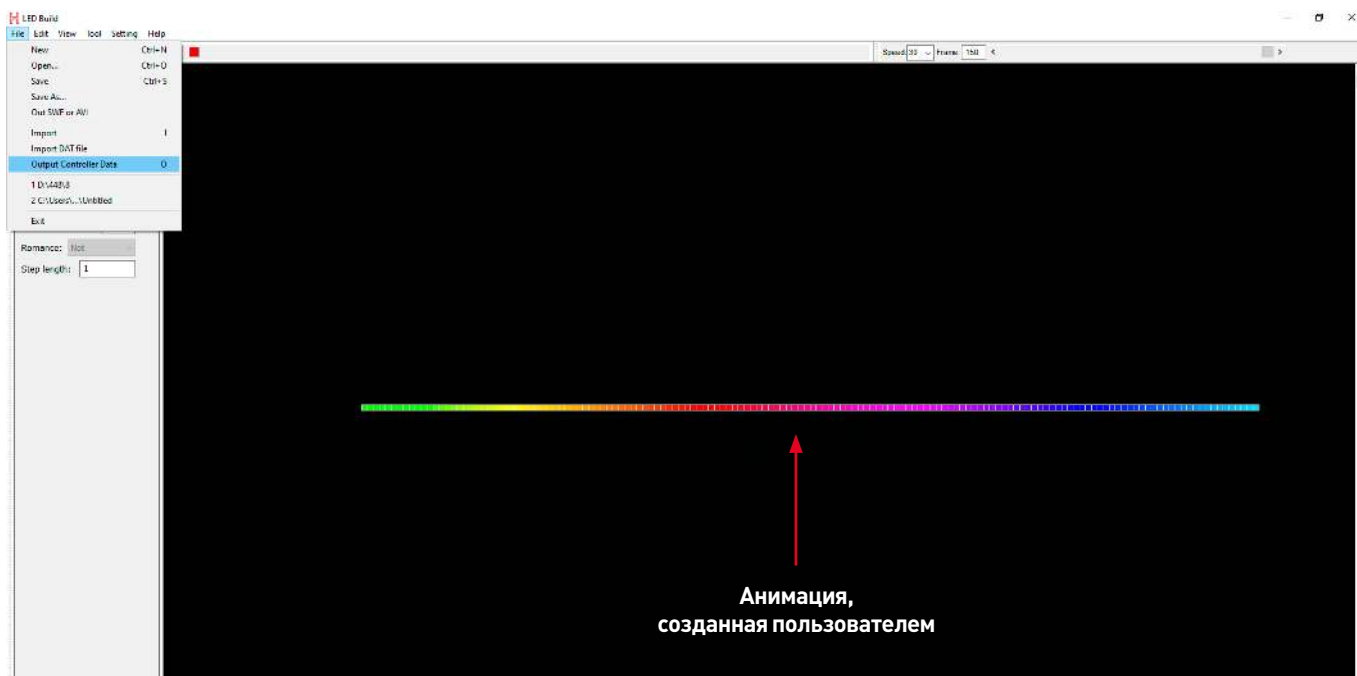 LED Build
File Edit View Tool Setting Help
New Ctrl+N
Open... Ctrl+O
Save Ctrl+S
Save As...
Out SWF or AVI
Import I
Import DAT file
Output Controller Data O
1 D:\448\8
2 C:\Users\...\Untitled
Exit
Speed: Frame 150 <
>
Romance: Not
Step length: 1
Анимация,
созданная пользователем